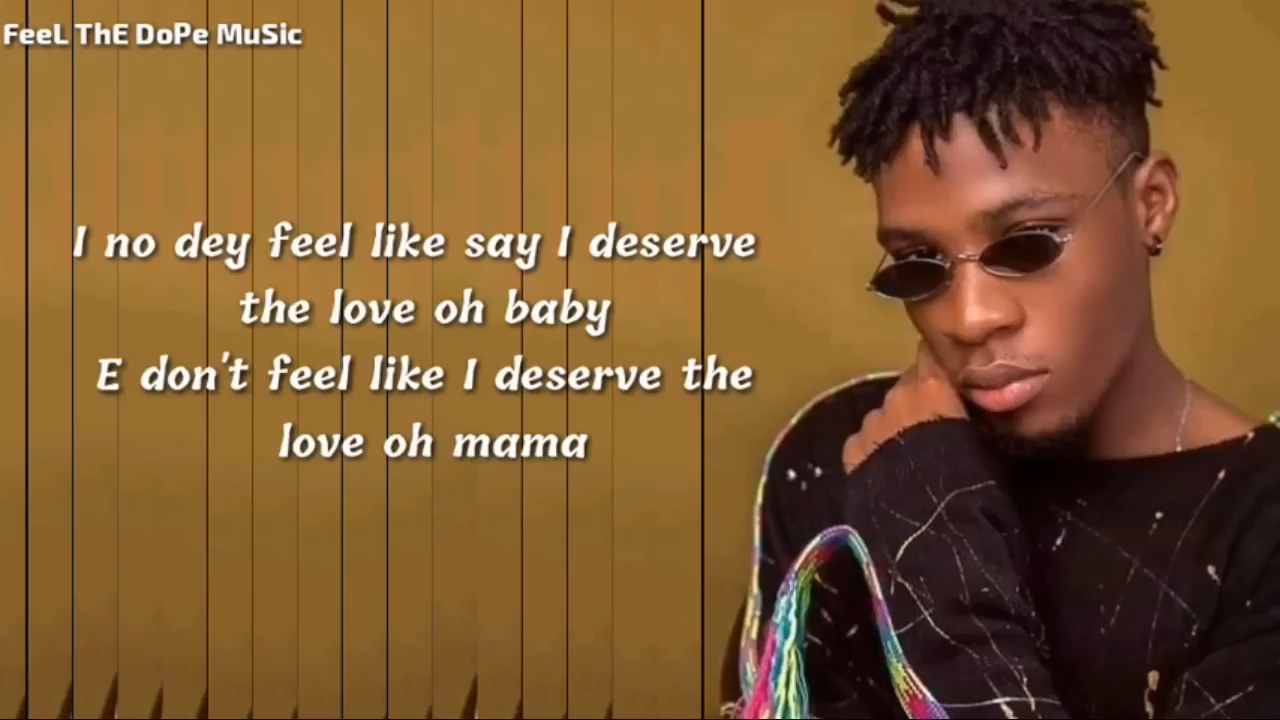 FeeL ThE DoPe MuSic
I no dey feel like say I deserve
the love oh baby
E don't feel like I deserve the
love oh mama